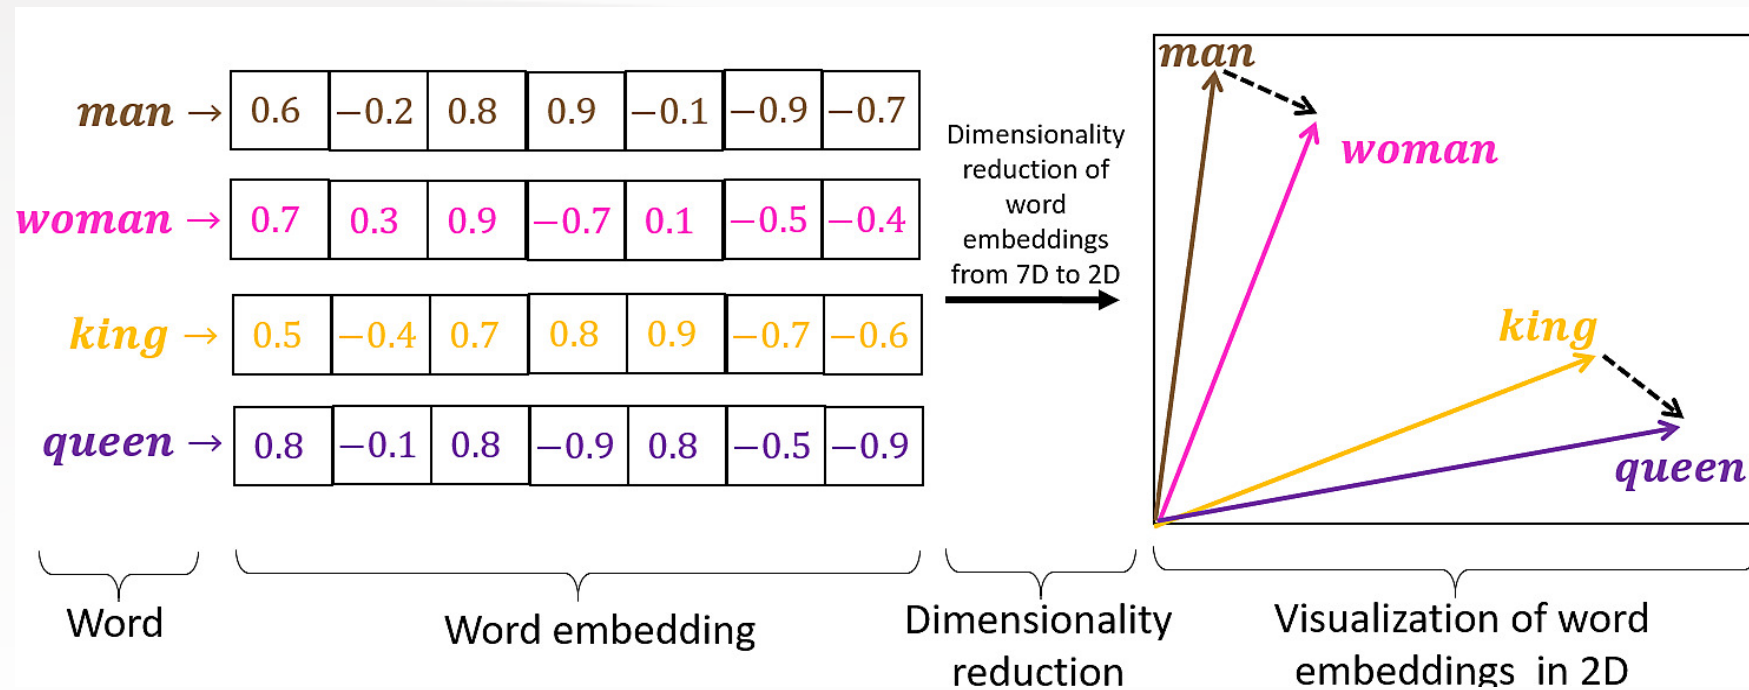 man → 0.6 −0.2 0.8 0.9 −0.1 −0.9 −0.7
woman → 0.7 0.3 0.9 −0.7 0.1 −0.5 −0.4
king → 0.5 −0.4 0.7 0.8 0.9 −0.7 −0.6
queen → 0.8 −0.1 0.8 −0.9 0.8 −0.5 −0.9
Dimensionality
reduction of
word
embeddings
from 7D to 2D
man
woman
king
queen
Word
Word embedding
Dimensionality
reduction
Visualization of word
embeddings in 2D